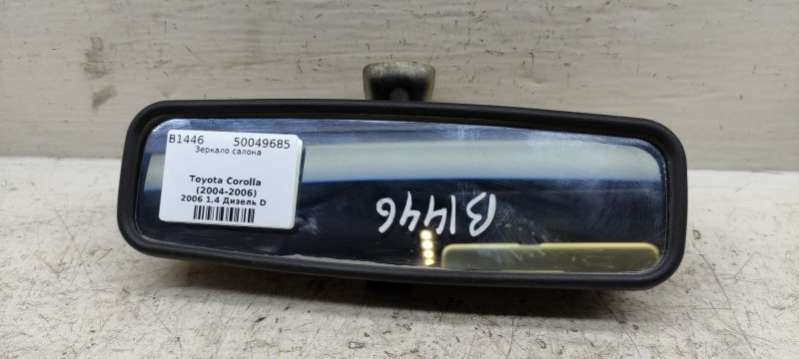 B1446 50049685
Зеркало салона
Toyota Corolla
(2004-2006)
2006 1.4 Дизель D
B1446